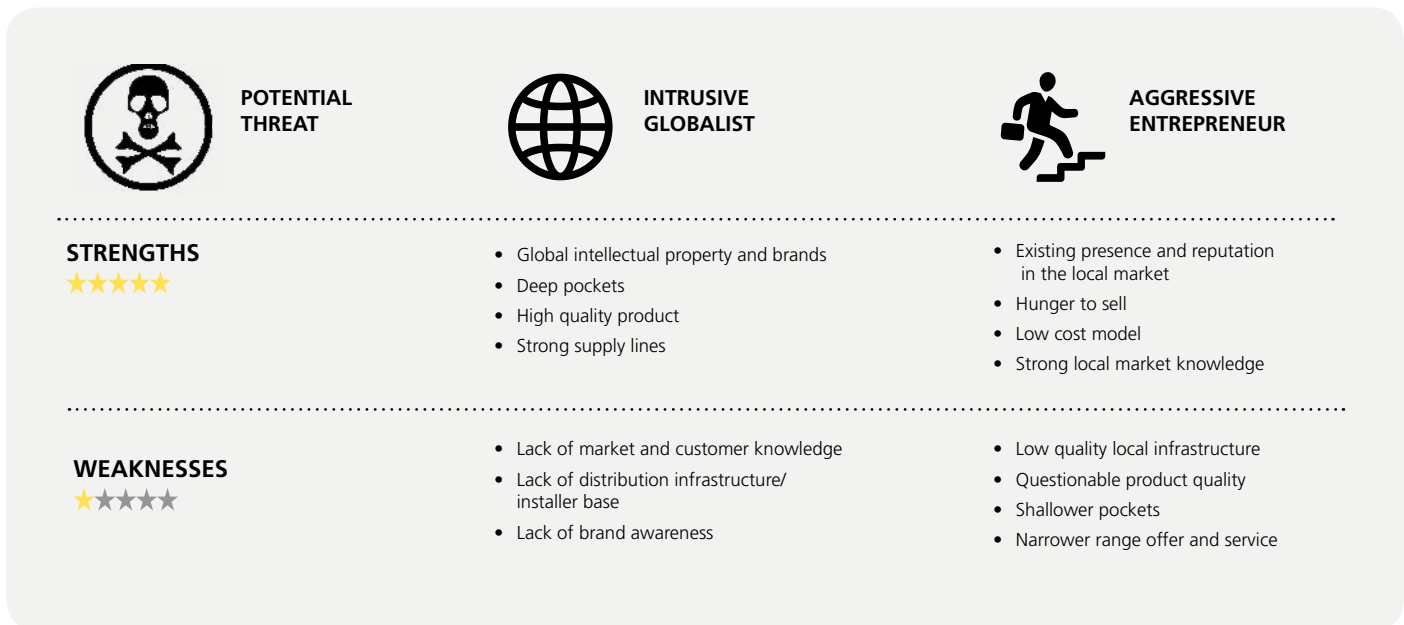 POTENTIAL
THREAT
INTRUSIVE
GLOBALIST
AGGRESSIVE
ENTREPRENEUR
STRENGTHS
• Global intellectual property and brands
• Deep pockets
• High quality product
• Strong supply lines
• Existing presence and reputation
in the local market
• Hunger to sell
• Low cost model
• Strong local market knowledge
WEAKNESSES
• Lack of market and customer knowledge
• Lack of distribution infrastructure/
installer base
• Lack of brand awareness
• Low quality local infrastructure
• Questionable product quality
• Shallower pockets
• Narrower range offer and service